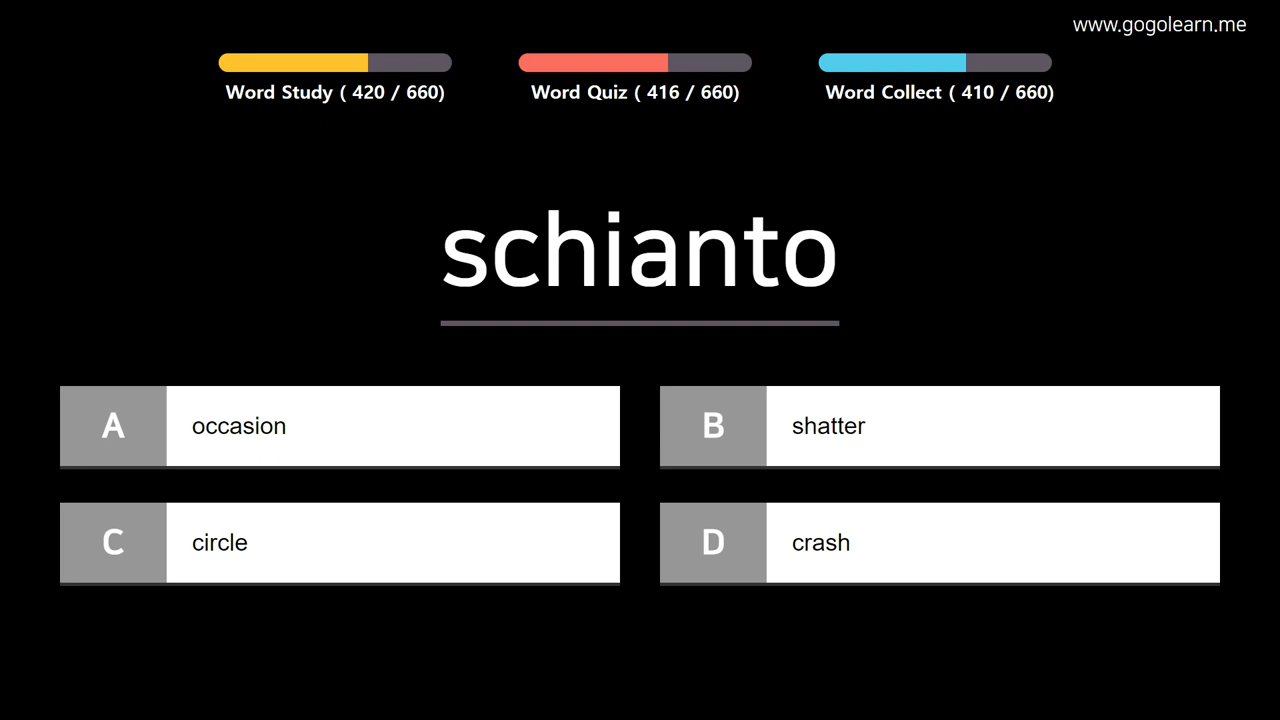 www.gogolearn.me
Word Study ( 420 / 660)
Word Quiz ( 416 / 660)
Word Collect ( 410 / 660)
schianto
A occasion
B shatter
C circle
D crash